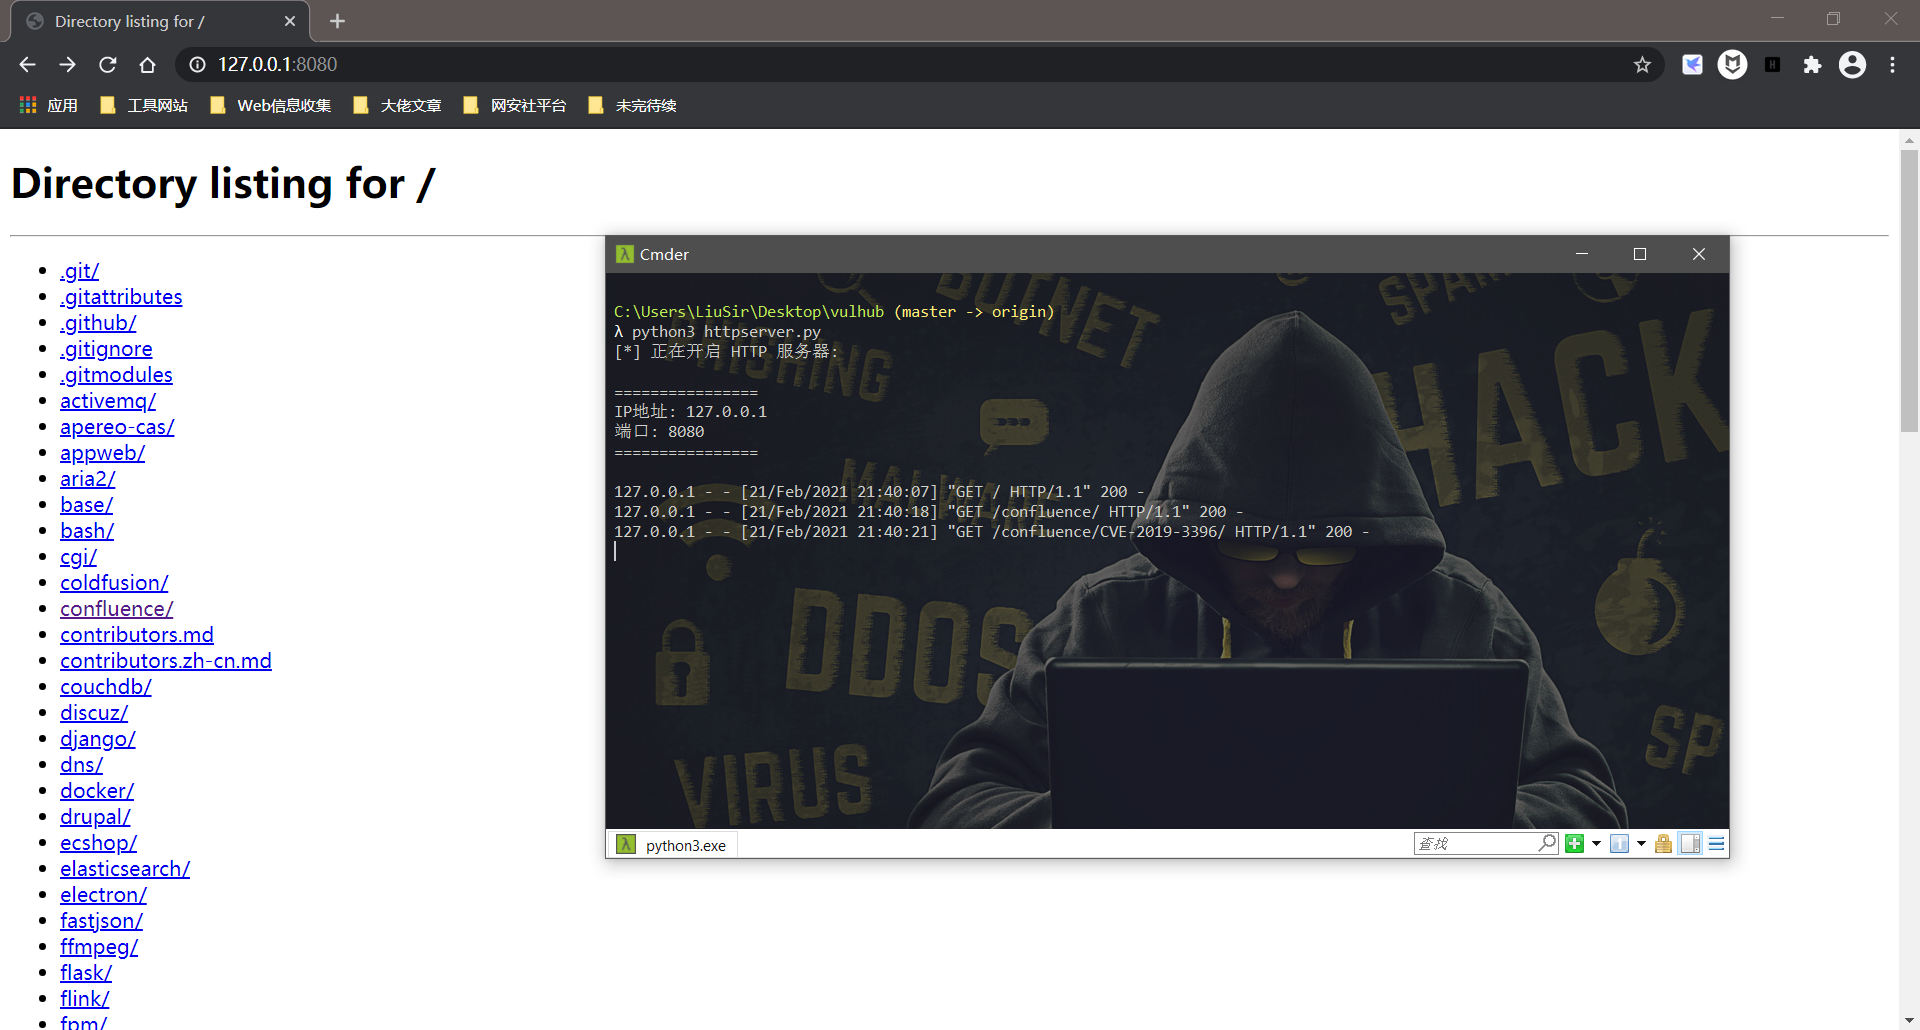 Directory listing for /
127.0.0.1:8080
应用
工具网站
Web信息收集
大佬文章
网安社平台
未完待续
Directory listing for /
.git/
.gitattributes
.github/
.gitignore
.gitmodules
activemq/
apereo-cas/
appweb/
aria2/
base/
bash/
cgi/
coldfusion/
confluence/
contributors.md
contributors.zh-cn.md
couchdb/
discuz/
django/
dns/
docker/
drupal/
ecshop/
elasticsearch/
electron/
fastjson/
ffmpeg/
flask/
flink/
fpm/
λ Cmder
C:\Users\LiuSir\Desktop\vulhub (master -> origin)
λ python3 httpserver.py
[*] 正在开启 HTTP 服务器:
================
IP地址: 127.0.0.1
端口: 8080
================
127.0.0.1 - - [21/Feb/2021 21:40:07] "GET / HTTP/1.1" 200 -
127.0.0.1 - - [21/Feb/2021 21:40:18] "GET /confluence/ HTTP/1.1" 200 -
127.0.0.1 - - [21/Feb/2021 21:40:21] "GET /confluence/CVE-2019-3396/ HTTP/1.1" 200 -
BOTNET
PHISHING
HACK
MALWARE
DDOS
VIRUS
SP
λ python3.exe
查找